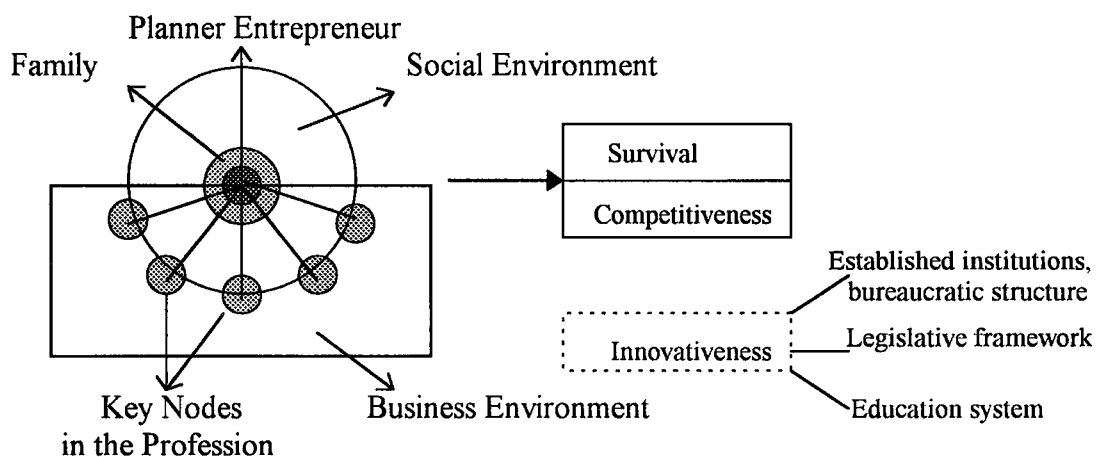 Planner Entrepreneur
Family
Social Environment
Survival
Competitiveness
Established institutions,
bureaucratic structure
Innovativeness
Legislative framework
Education system
Key Nodes
in the Profession
Business Environment